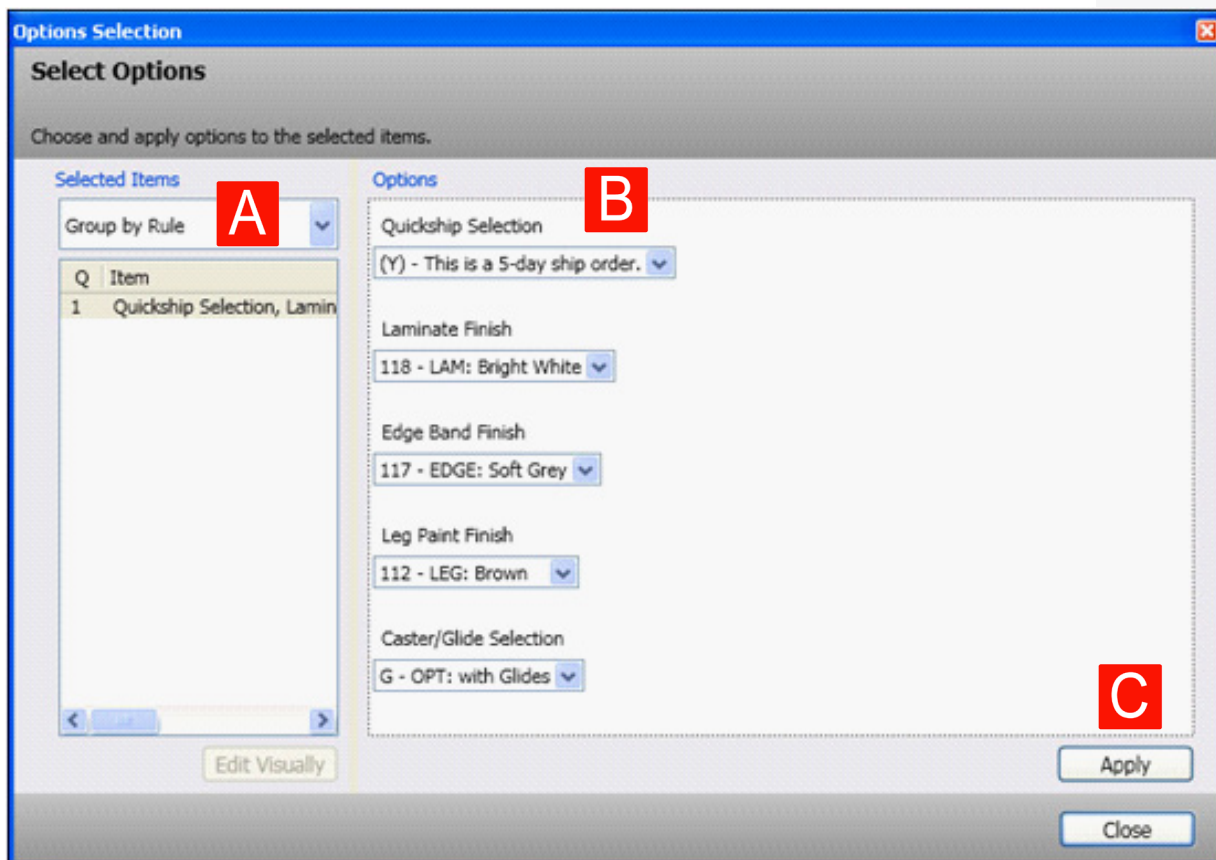 Options Selection
Select Options
Choose and apply options to the selected items.
Selected Items
A
Group by Rule
Q Item
1 Quickship Selection, Lamin
Edit Visually
Options
B
Quickship Selection
(Y) - This is a 5-day ship order.
Laminate Finish
118 - LAM: Bright White
Edge Band Finish
117 - EDGE: Soft Grey
Leg Paint Finish
112 - LEG: Brown
Caster/Glide Selection
G - OPT: with Glides
C
Apply
Close